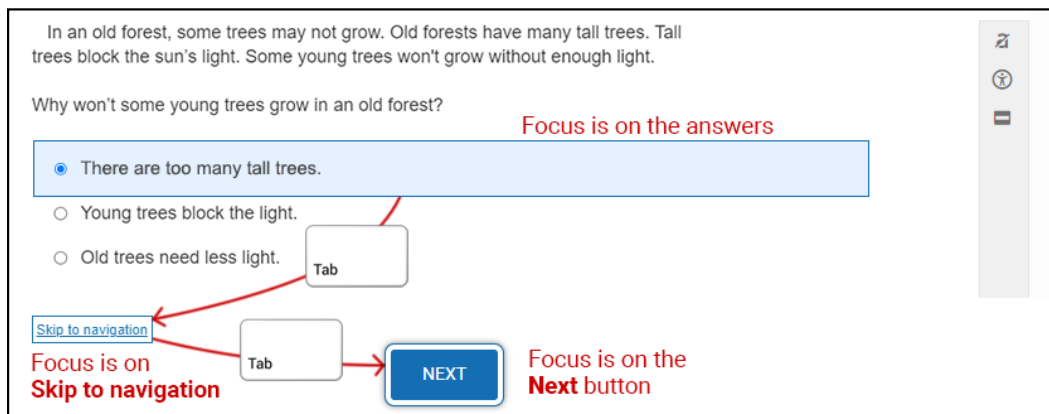 In an old forest, some trees may not grow. Old forests have many tall trees. Tall
trees block the sun’s light. Some young trees won't grow without enough light.
Why won’t some young trees grow in an old forest?
Focus is on the answers
There are too many tall trees.
Young trees block the light.
Old trees need less light.
Tab
Skip to navigation
Focus is on
Skip to navigation
Tab
NEXT
Focus is on the
Next button